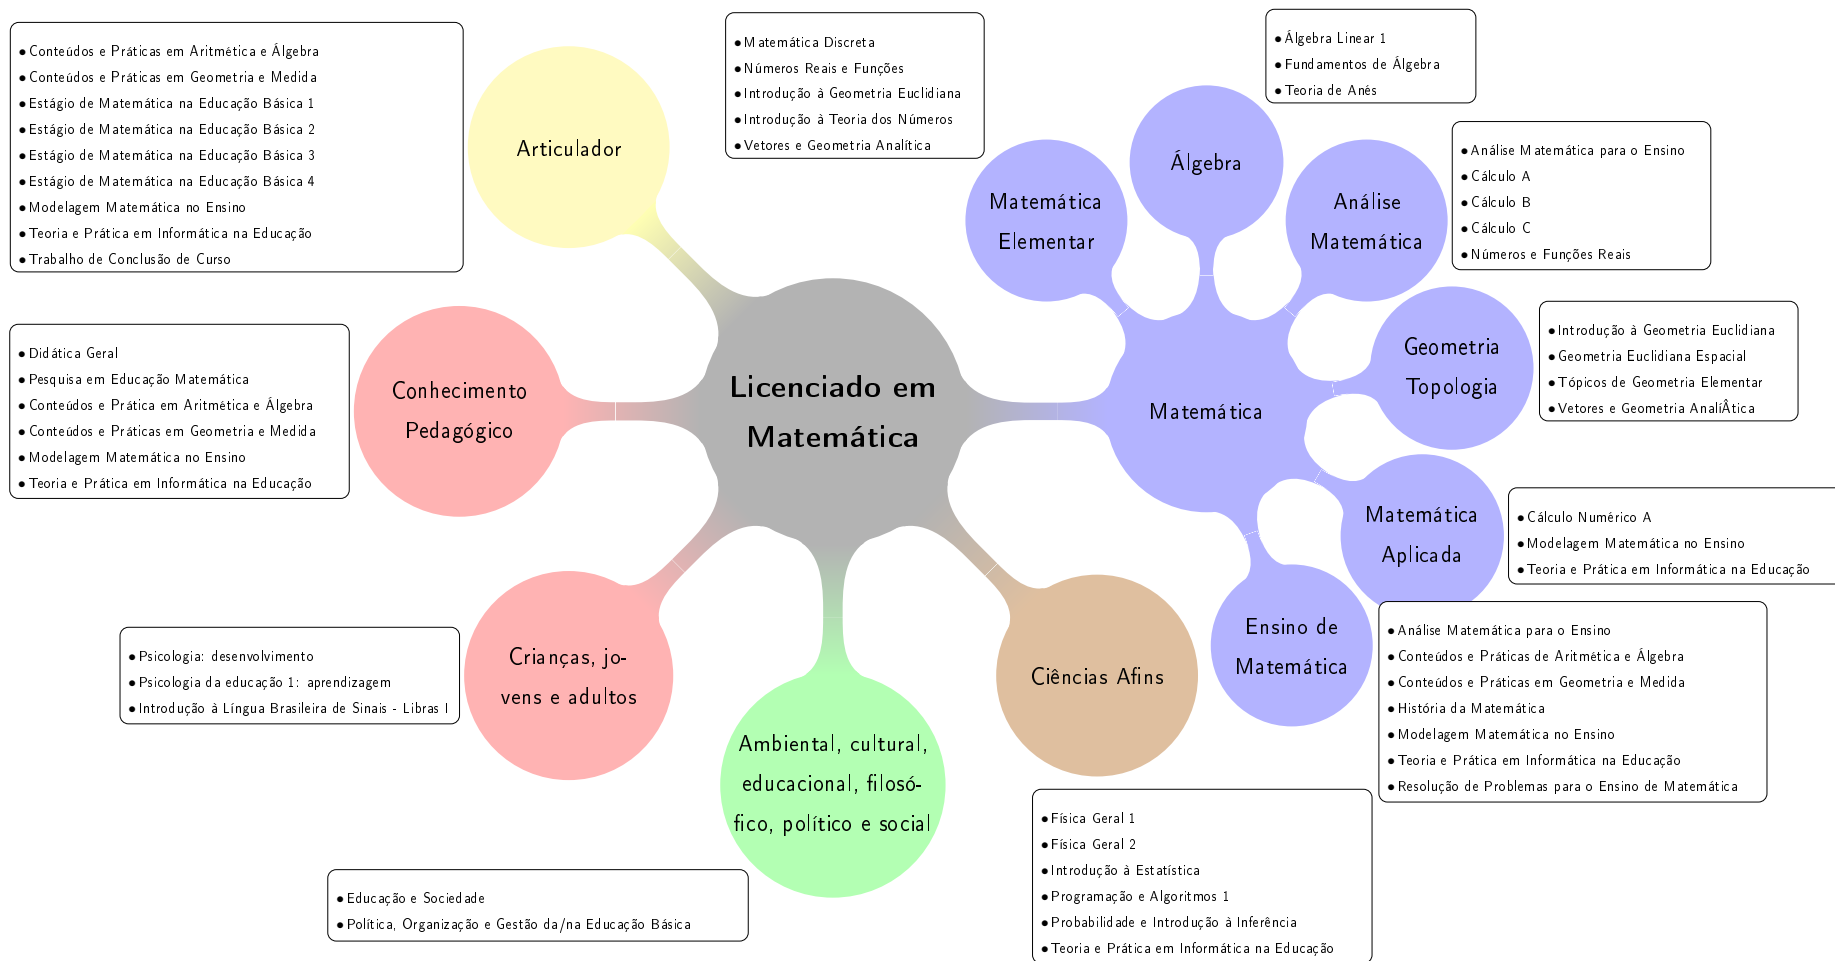 ● Conteúdos e Práticas em Aritmética e Álgebra
● Conteúdos e Práticas em Geometria e Medida
● Estágio de Matemática na Educação Básica 1
● Estágio de Matemática na Educação Básica 2
● Estágio de Matemática na Educação Básica 3
● Estágio de Matemática na Educação Básica 4
● Modelagem Matemática no Ensino
● Teoria e Prática em Informática na Educação
● Trabalho de Conclusão de Curso
Articulador
● Matemática Discreta
● Números Reais e Funções
● Introdução à Geometria Euclidiana
● Introdução à Teoria dos Números
● Vetores e Geometria Analítica
Matemática
Elementar
Álgebra
● Álgebra Linear 1
● Fundamentos de Álgebra
● Teoria de Anés
Análise
Matemática
● Análise Matemática para o Ensino
● Cálculo A
● Cálculo B
● Cálculo C
● Números e Funções Reais
Geometria
Topologia
● Introdução à Geometria Euclidiana
● Geometria Euclidiana Espacial
● Tópicos de Geometria Elementar
● Vetores e Geometria AnalíÂtica
● Didática Geral
● Pesquisa em Educação Matemática
● Conteúdos e Prática em Aritmética e Álgebra
● Conteúdos e Práticas em Geometria e Medida
● Modelagem Matemática no Ensino
● Teoria e Prática em Informática na Educação
Conhecimento
Pedagógico
Licenciado em
Matemática
Matemática
Matemática
Aplicada
● Cálculo Numérico A
● Modelagem Matemática no Ensino
● Teoria e Prática em Informática na Educação
Ensino de
Matemática
● Análise Matemática para o Ensino
● Conteúdos e Práticas de Aritmética e Álgebra
● Conteúdos e Práticas em Geometria e Medida
● História da Matemática
● Modelagem Matemática no Ensino
● Teoria e Prática em Informática na Educação
● Resolução de Problemas para o Ensino de Matemática
● Psicologia: desenvolvimento
● Psicologia da educação 1: aprendizagem
● Introdução à Língua Brasileira de Sinais - Libras I
Crianças, jo-
vens e adultos
Ambiental, cultural,
educacional, filosó-
fico, político e social
Ciências Afins
● Física Geral 1
● Física Geral 2
● Introdução à Estatística
● Programação e Algoritmos 1
● Probabilidade e Introdução à Inferência
● Teoria e Prática em Informática na Educação
● Educação e Sociedade
● Política, Organização e Gestão da/na Educação Básica